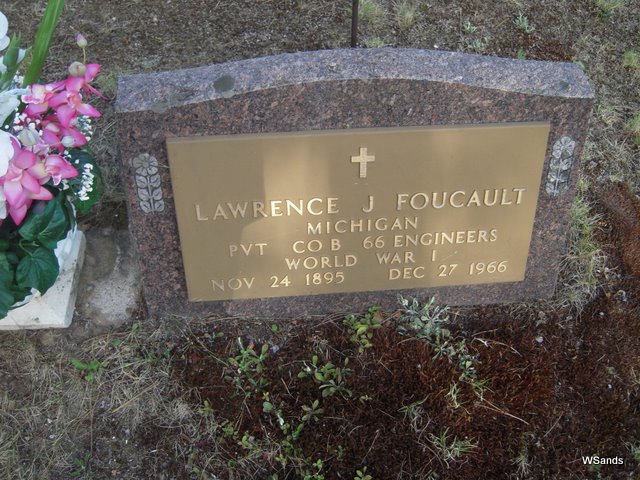 LAWRENCE J FOUCAULT
MICHIGAN
PVT CO B 66 ENGINEERS
WORLD WAR I
NOV 24 1895 DEC 27 1966
WSands